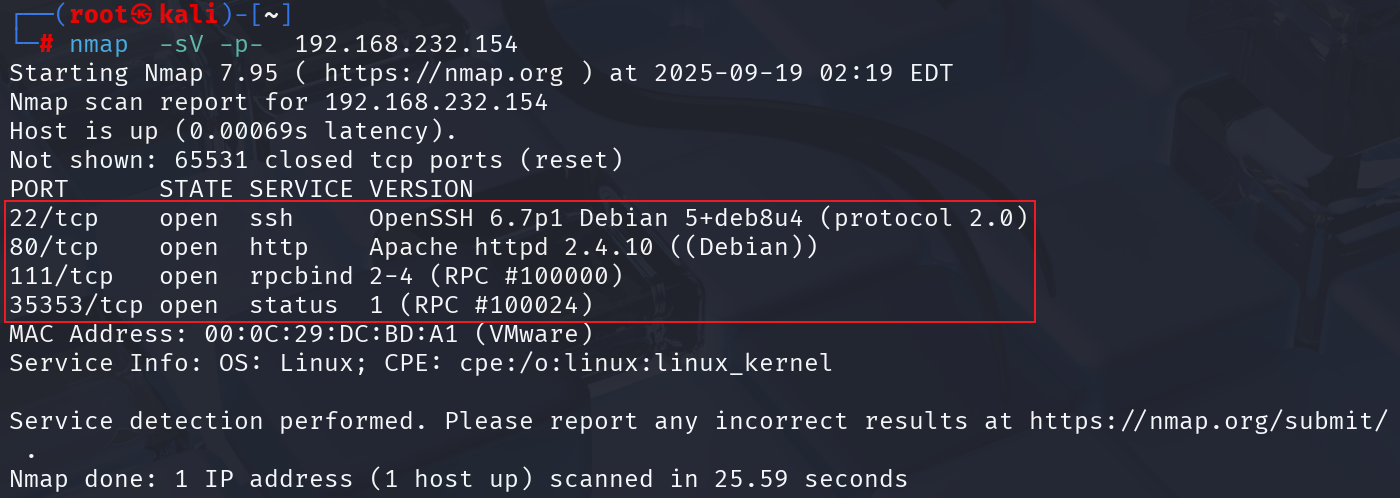 ┌──(root㉿kali)-[~]
└─# nmap  -sV -p-  192.168.232.154
Starting Nmap 7.95 ( https://nmap.org ) at 2025-09-19 02:19 EDT
Nmap scan report for 192.168.232.154
Host is up (0.00069s latency).
Not shown: 65531 closed tcp ports (reset)
PORT      STATE SERVICE VERSION
22/tcp    open  ssh     OpenSSH 6.7p1 Debian 5+deb8u4 (protocol 2.0)
80/tcp    open  http    Apache httpd 2.4.10 ((Debian))
111/tcp   open  rpcbind 2-4 (RPC #100000)
35353/tcp open  status  1 (RPC #100024)
MAC Address: 00:0C:29:DC:BD:A1 (VMware)
Service Info: OS: Linux; CPE: cpe:/o:linux:linux_kernel

Service detection performed. Please report any incorrect results at https://nmap.org/submit/
 .
Nmap done: 1 IP address (1 host up) scanned in 25.59 seconds